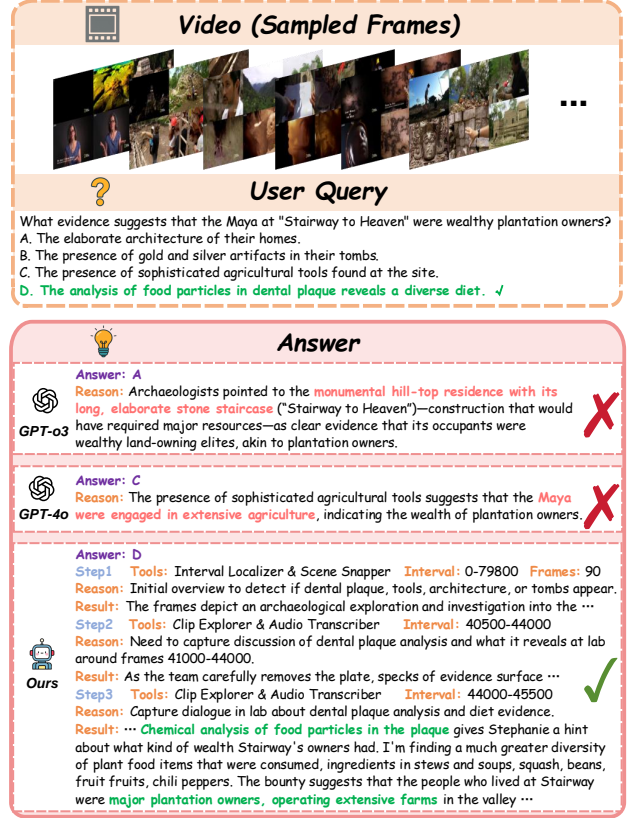 Video (Sampled Frames)
...
User Query
What evidence suggests that the Maya at "Stairway to Heaven" were wealthy plantation owners?
A. The elaborate architecture of their homes.
B. The presence of gold and silver artifacts in their tombs.
C. The presence of sophisticated agricultural tools found at the site.
D. The analysis of food particles in dental plaque reveals a diverse diet. √
Answer
Answer: A
Reason: Archaeologists pointed to the monumental hill-top residence with its
long, elaborate stone staircase (“Stairway to Heaven”)—construction that would
have required major resources—as clear evidence that its occupants were
wealthy land-owning elites, akin to plantation owners.
GPT-o3
Answer: C
Reason: The presence of sophisticated agricultural tools suggests that the Maya
were engaged in extensive agriculture, indicating the wealth of plantation owners.
GPT-4o
Answer: D
Step1 Tools: Interval Localizer & Scene Snapper Interval: 0-79800 Frames: 90
Reason: Initial overview to detect if dental plaque, tools, architecture, or tombs appear.
Result: The frames depict an archaeological exploration and investigation into the ···
Step2 Tools: Clip Explorer & Audio Transcriber Interval: 40500-44000
Reason: Need to capture discussion of dental plaque analysis and what it reveals at lab
around frames 41000-44000.
Result: As the team carefully removes the plate, specks of evidence surface ···
Step3 Tools: Clip Explorer & Audio Transcriber Interval: 44000-45500
Reason: Capture dialogue in lab about dental plaque analysis and diet evidence.
Result: ··· Chemical analysis of food particles in the plaque gives Stephanie a hint
about what kind of wealth Stairway's owners had. I'm finding a much greater diversity
of plant food items that were consumed, ingredients in stews and soups, squash, beans,
fruit fruits, chili peppers. The bounty suggests that the people who lived at Stairway
were major plantation owners, operating extensive farms in the valley ···
Ours